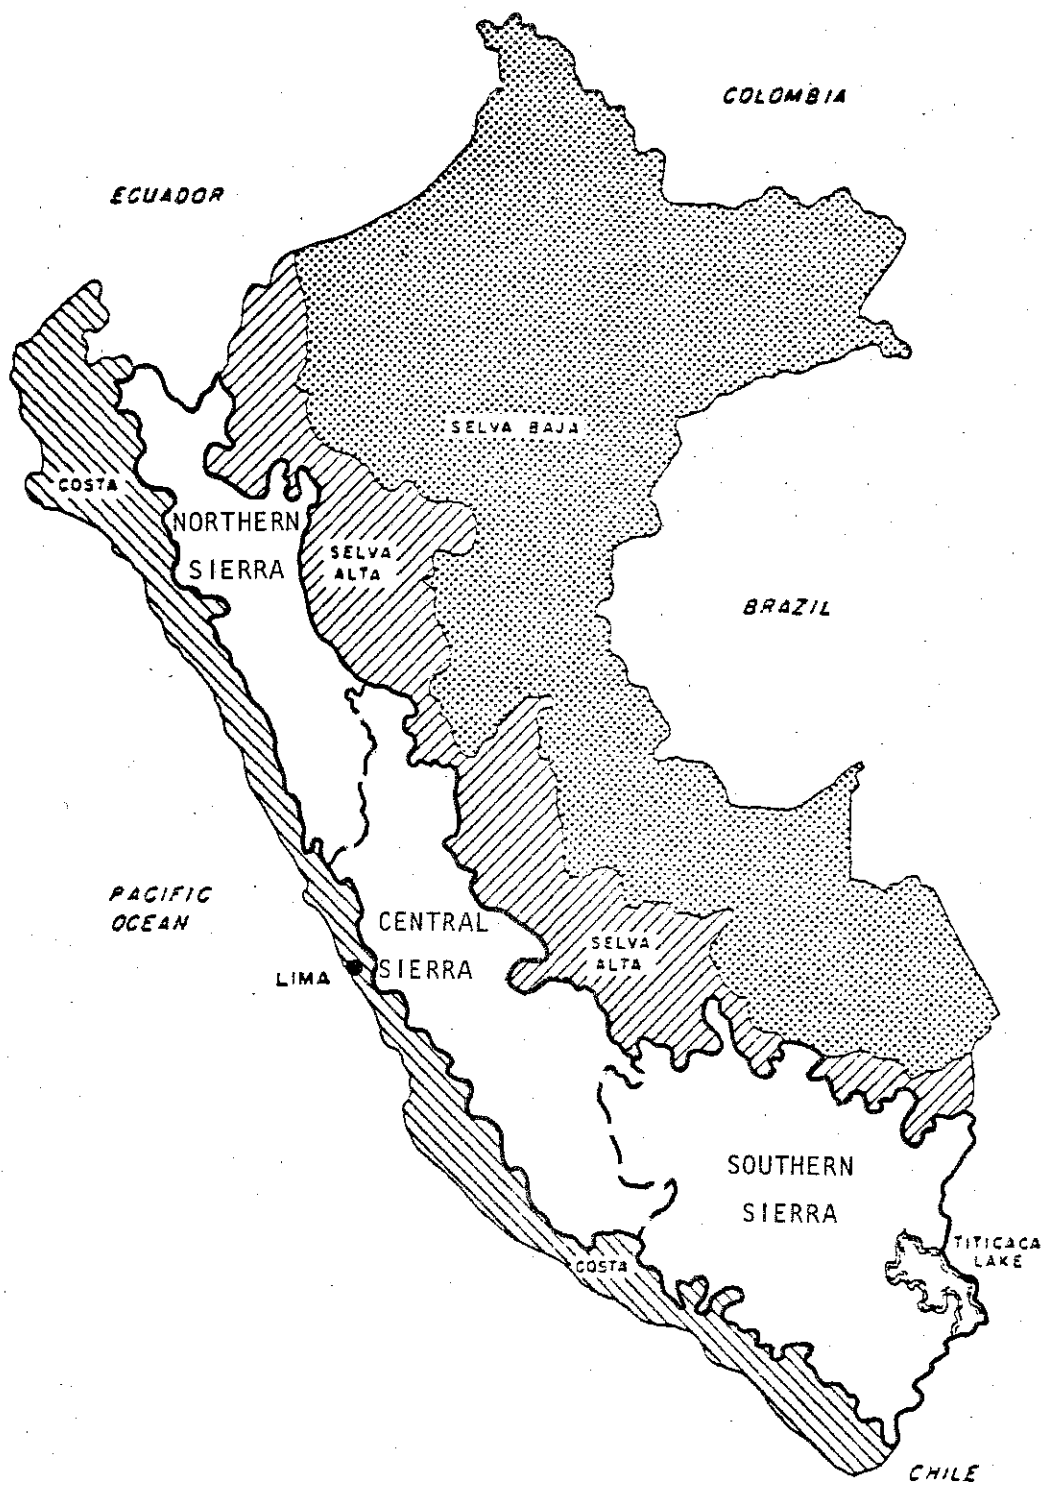 COLOMBIA
ECUADOR
SELVA BAJA
COSTA
NORTHERN
SIERRA
SELVA
ALTA
BRAZIL
PACIFIC
OCEAN
CENTRAL
SIERRA
LIMA
SELVA
ALTA
SOUTHERN
SIERRA
TITICACA
LAKE
COSTA
CHILE